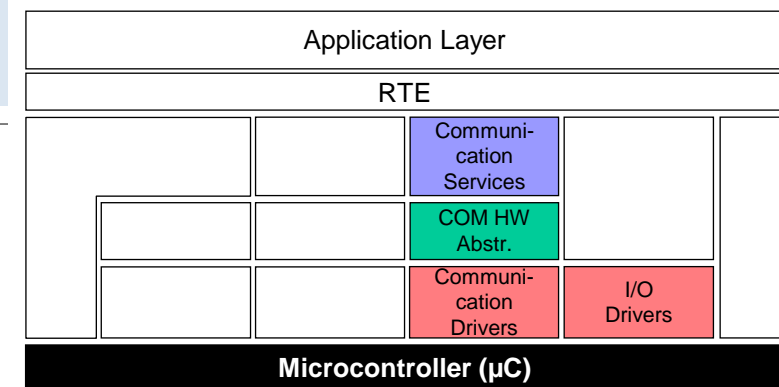 Application Layer
RTE
Communi-
cation
Services
COM HW
Abstr.
Communi-
cation
Drivers
I/O
Drivers
Microcontroller (µC)